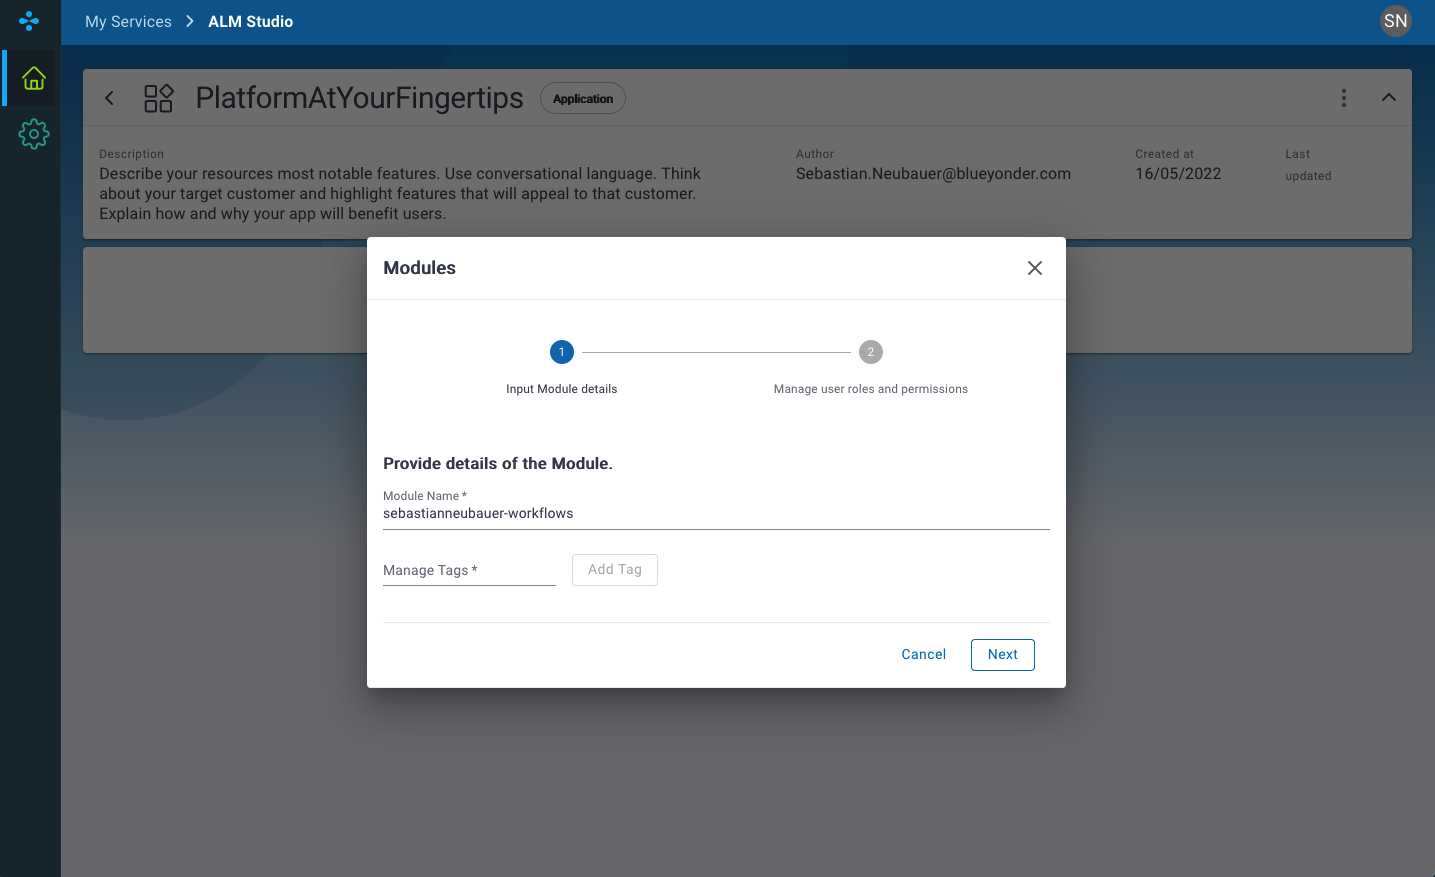 My Services > ALM Studio
SN
PlatformAtYourFingertips
Application
Description
Describe your resources most notable features. Use conversational language. Think
about your target customer and highlight features that will appeal to that customer.
Explain how and why your app will benefit users.
Author
Sebastian.Neubauer@blueyonder.com
Created at
16/05/2022
Last
updated
Modules
1
2
Input Module details
Manage user roles and permissions
Provide details of the Module.
Module Name *
sebastianneubauer-workflows
Manage Tags *
Add Tag
Cancel
Next